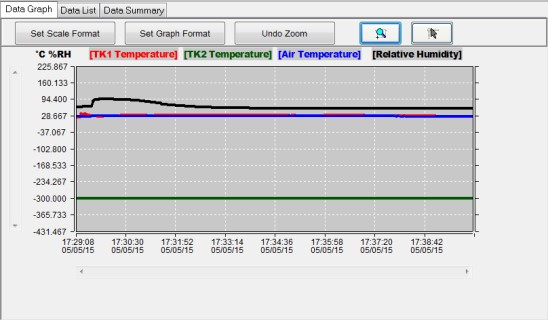 Data Graph Data List Data Summary
Set Scale Format Set Graph Format Undo Zoom
°C %RH [TK1 Temperature] [TK2 Temperature] [Air Temperature] [Relative Humidity]
225.867
160.133
94.400
28.667
-37.067
-102.800
-168.533
-234.267
-300.000
-365.733
-431.467
17:29:08 17:30:30 17:31:52 17:33:14 17:34:36 17:35:58 17:37:20 17:38:42
05/05/15 05/05/15 05/05/15 05/05/15 05/05/15 05/05/15 05/05/15 05/05/15